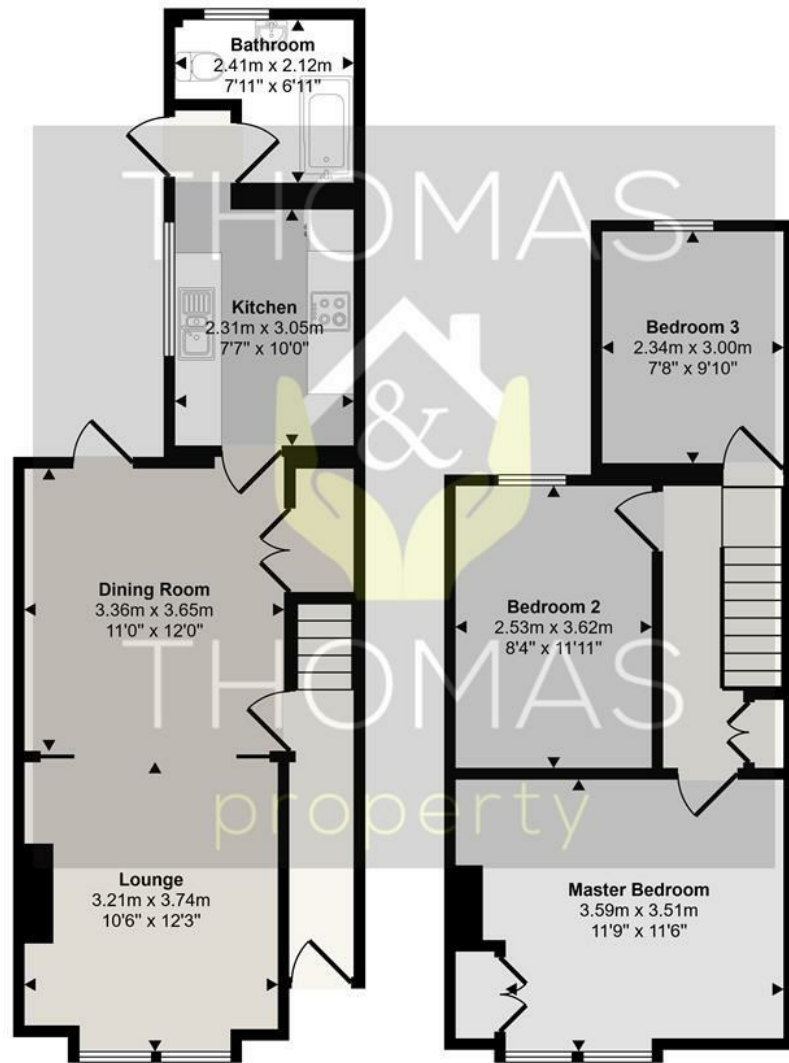 Bathroom
2.41m x 2.12m
7'11" x 6'11"
THOMAS
Kitchen
2.31m x 3.05m
7'7" x 10'0"
Bedroom 3
2.34m x 3.00m
7'8" x 9'10"
&
Dining Room
3.36m x 3.65m
11'0" x 12'0"
Bedroom 2
2.53m x 3.62m
8'4" x 11'11"
THOMAS
property
Lounge
3.21m x 3.74m
10'6" x 12'3"
Master Bedroom
3.59m x 3.51m
11'9" x 11'6"